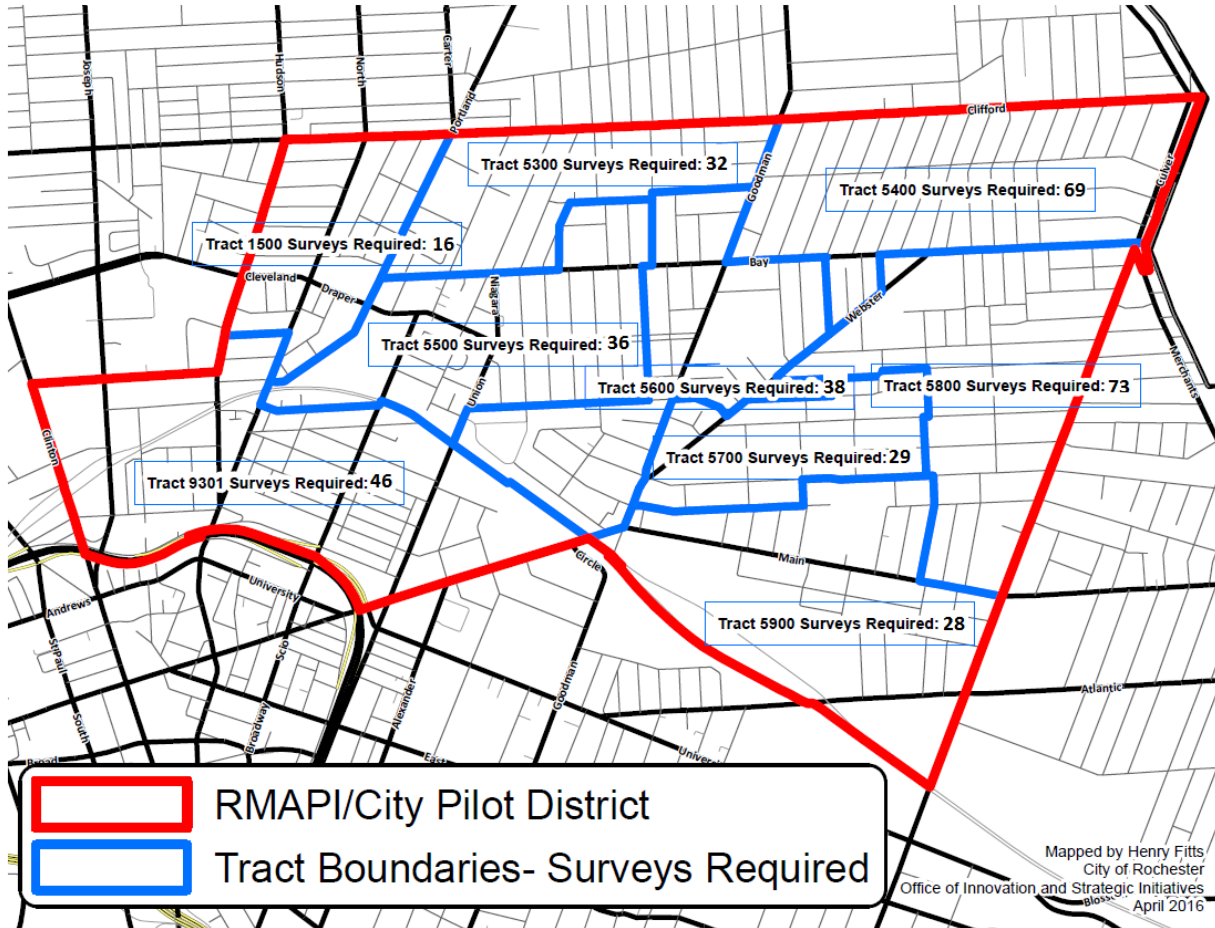 Joseph
Hudson
North
Carter
Portland
Clifford
Culver
Tract 5300 Surveys Required: 32
Goodman
Tract 5400 Surveys Required: 69
Tract 1500 Surveys Required: 16
Cleveland
Draper
Niagara
Bay
Webster
Tract 5500 Surveys Required: 36
Union
Tract 5600 Surveys Required: 38
Tract 5800 Surveys Required: 73
Merchants
Clinton
Tract 5700 Surveys Required: 29
Tract 9301 Surveys Required: 46
Circle
Main
University
Andrews
St Paul
Scio
Tract 5900 Surveys Required: 28
Alexander
Goodman
Atlantic
South
Broadway
Broad
East
RMAPI/City Pilot District
Tract Boundaries- Surveys Required
Mapped by Henry Fitts
City of Rochester
Office of Innovation and Strategic Initiatives
April 2016